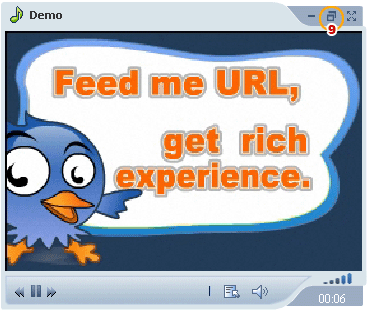 Demo
9
Feed me URL,
get rich
experience.
00:06